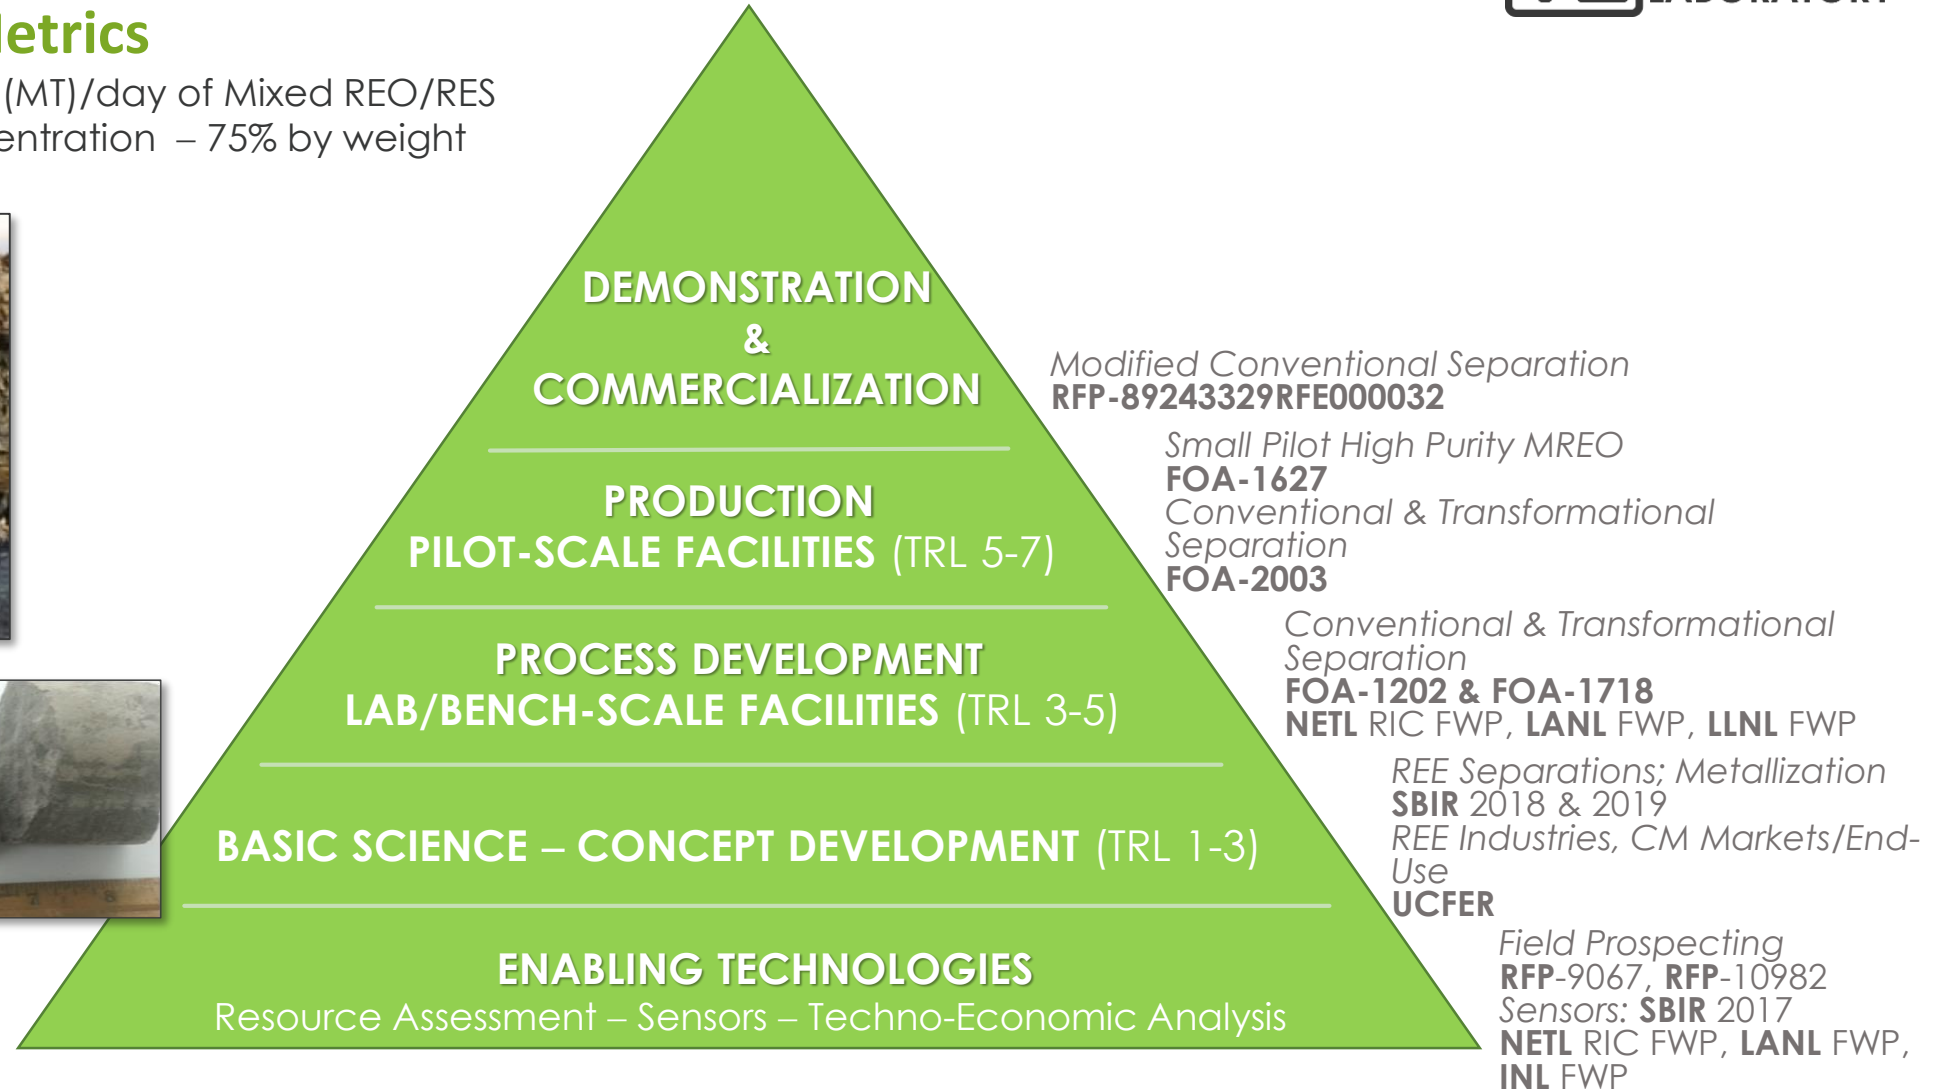 (MT)/day of Mixed REO/RES
– 75% by weight
DEMONSTRATION
&
COMMERCIALIZATION
PRODUCTION
PILOT-SCALE FACILITIES (TRL 5-7)
PROCESS DEVELOPMENT
LAB/BENCH-SCALE FACILITIES (TRL 3-5)
BASIC SCIENCE – CONCEPT DEVELOPMENT (TRL 1-3)
ENABLING TECHNOLOGIES
Resource Assessment – Sensors – Techno-Economic Analysis
Modified Conventional Separation
RFP-89243329RFE000032
Small Pilot High Purity MREO
FOA-1627
Conventional & Transformational
Separation
FOA-2003
Conventional & Transformational
Separation
FOA-1202 & FOA-1718
NETL RIC FWP, LANL FWP, LLNL FWP
REE Separations; Metallization
SBIR 2018 & 2019
REE Industries, CM Markets/End-
Use
UCFER
Field Prospecting
RFP-9067, RFP-10982
Sensors: SBIR 2017
NETL RIC FWP, LANL FWP,
INL FWP